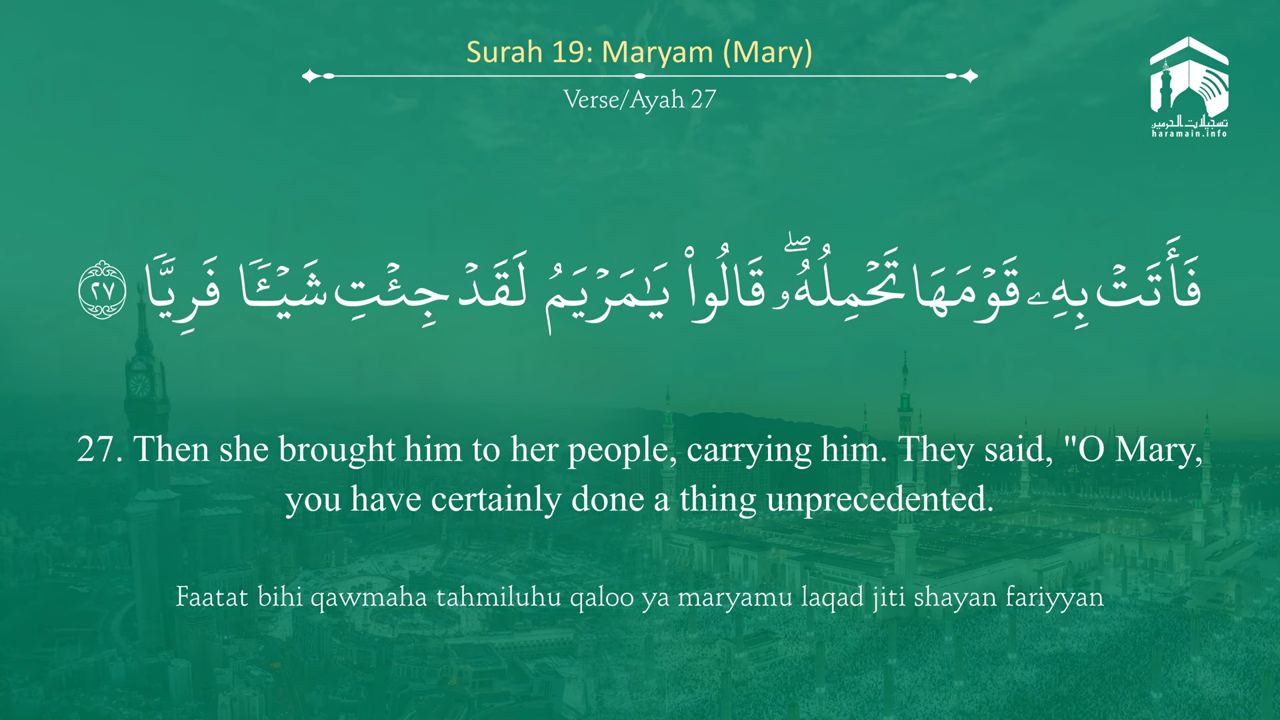 Surah 19: Maryam (Mary)
Verse/Ayah 27
تسجيلات الحرمين
haramain.info
فَأَتَتْ بِهِۦ قَوْمَهَا تَحْمِلُهُۥۖ قَالُوا۟ يَـٰمَرْيَمُ لَقَدْ جِئْتِ شَيْـًٔا فَرِيًّا ٢٧
27. Then she brought him to her people, carrying him. They said, "O Mary,
you have certainly done a thing unprecedented.
Faatat bihi qawmaha tahmiluhu qaloo ya maryamu laqad jiti shayan fariyyan